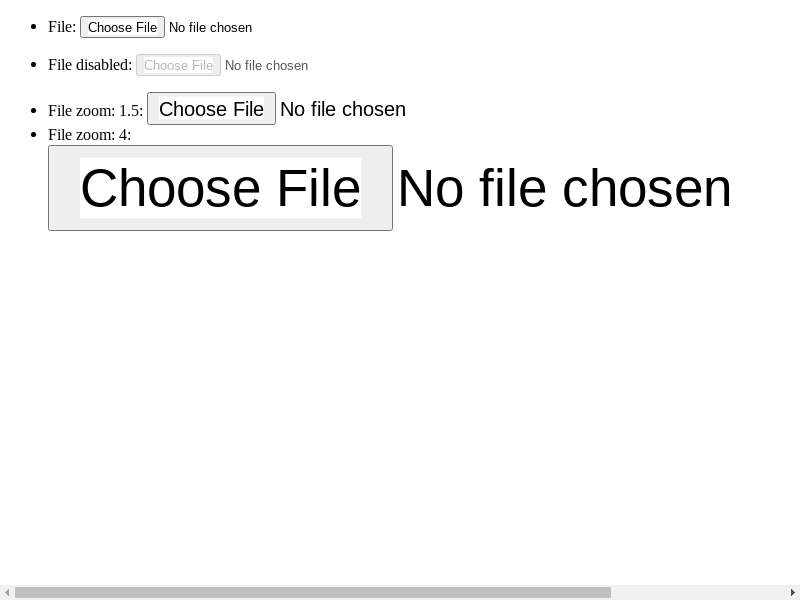 File: Choose File No file chosen
File disabled: Choose File No file chosen
File zoom: 1.5: Choose File No file chosen
File zoom: 4:
Choose File No file chosen